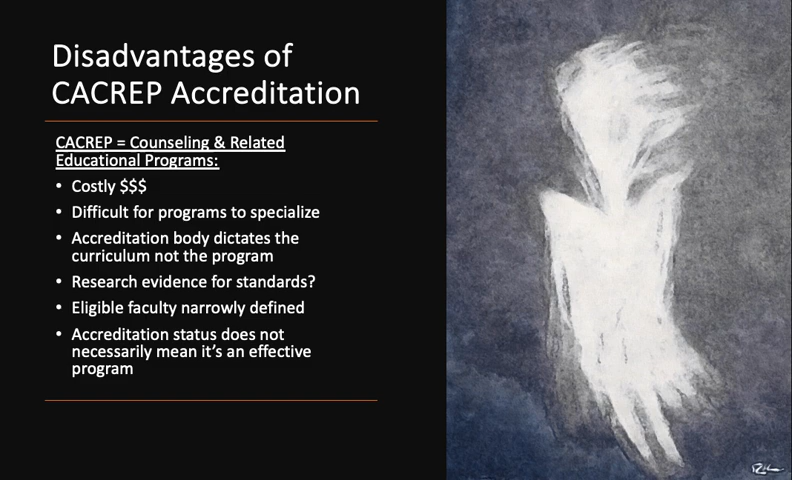 Disadvantages of
CACREP Accreditation
CACREP = Counseling & Related
Educational Programs:
• Costly $$$
• Difficult for programs to specialize
• Accreditation body dictates the
curriculum not the program
• Research evidence for standards?
• Eligible faculty narrowly defined
• Accreditation status does not
necessarily mean it's an effective
program